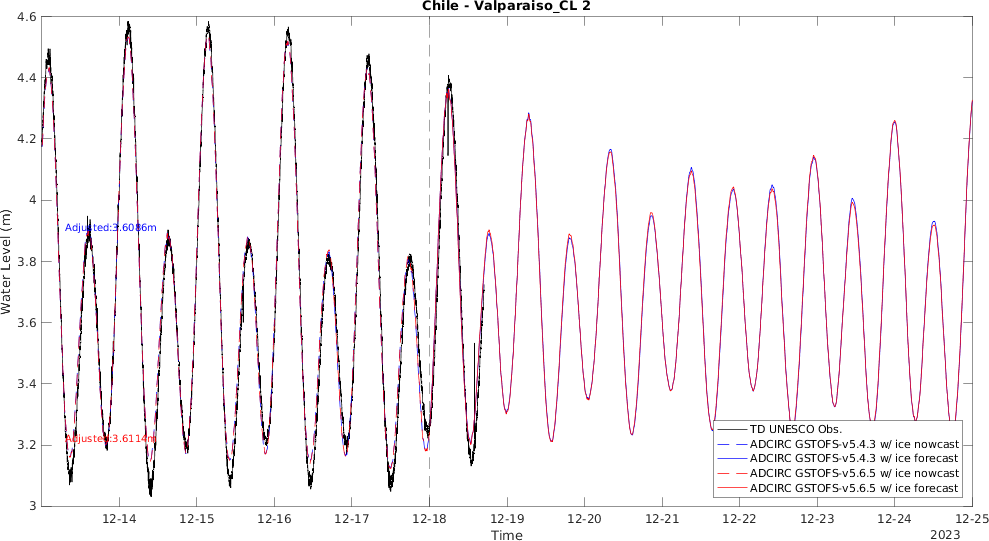 Chile - Valparaiso_CL 2
4.6
4.4
4.2
4
3.8
3.6
3.4
3.2
3
Water Level (m)
Adjusted:3.6086m
Adjusted:3.6114m
TD UNESCO Obs.
ADCIRC GSTOFS-v5.4.3 w/ ice nowcast
ADCIRC GSTOFS-v5.4.3 w/ ice forecast
ADCIRC GSTOFS-v5.6.5 w/ ice nowcast
ADCIRC GSTOFS-v5.6.5 w/ ice forecast
12-14 12-15 12-16 12-17 12-18 12-19 12-20 12-21 12-22 12-23 12-24 12-25
Time
2023